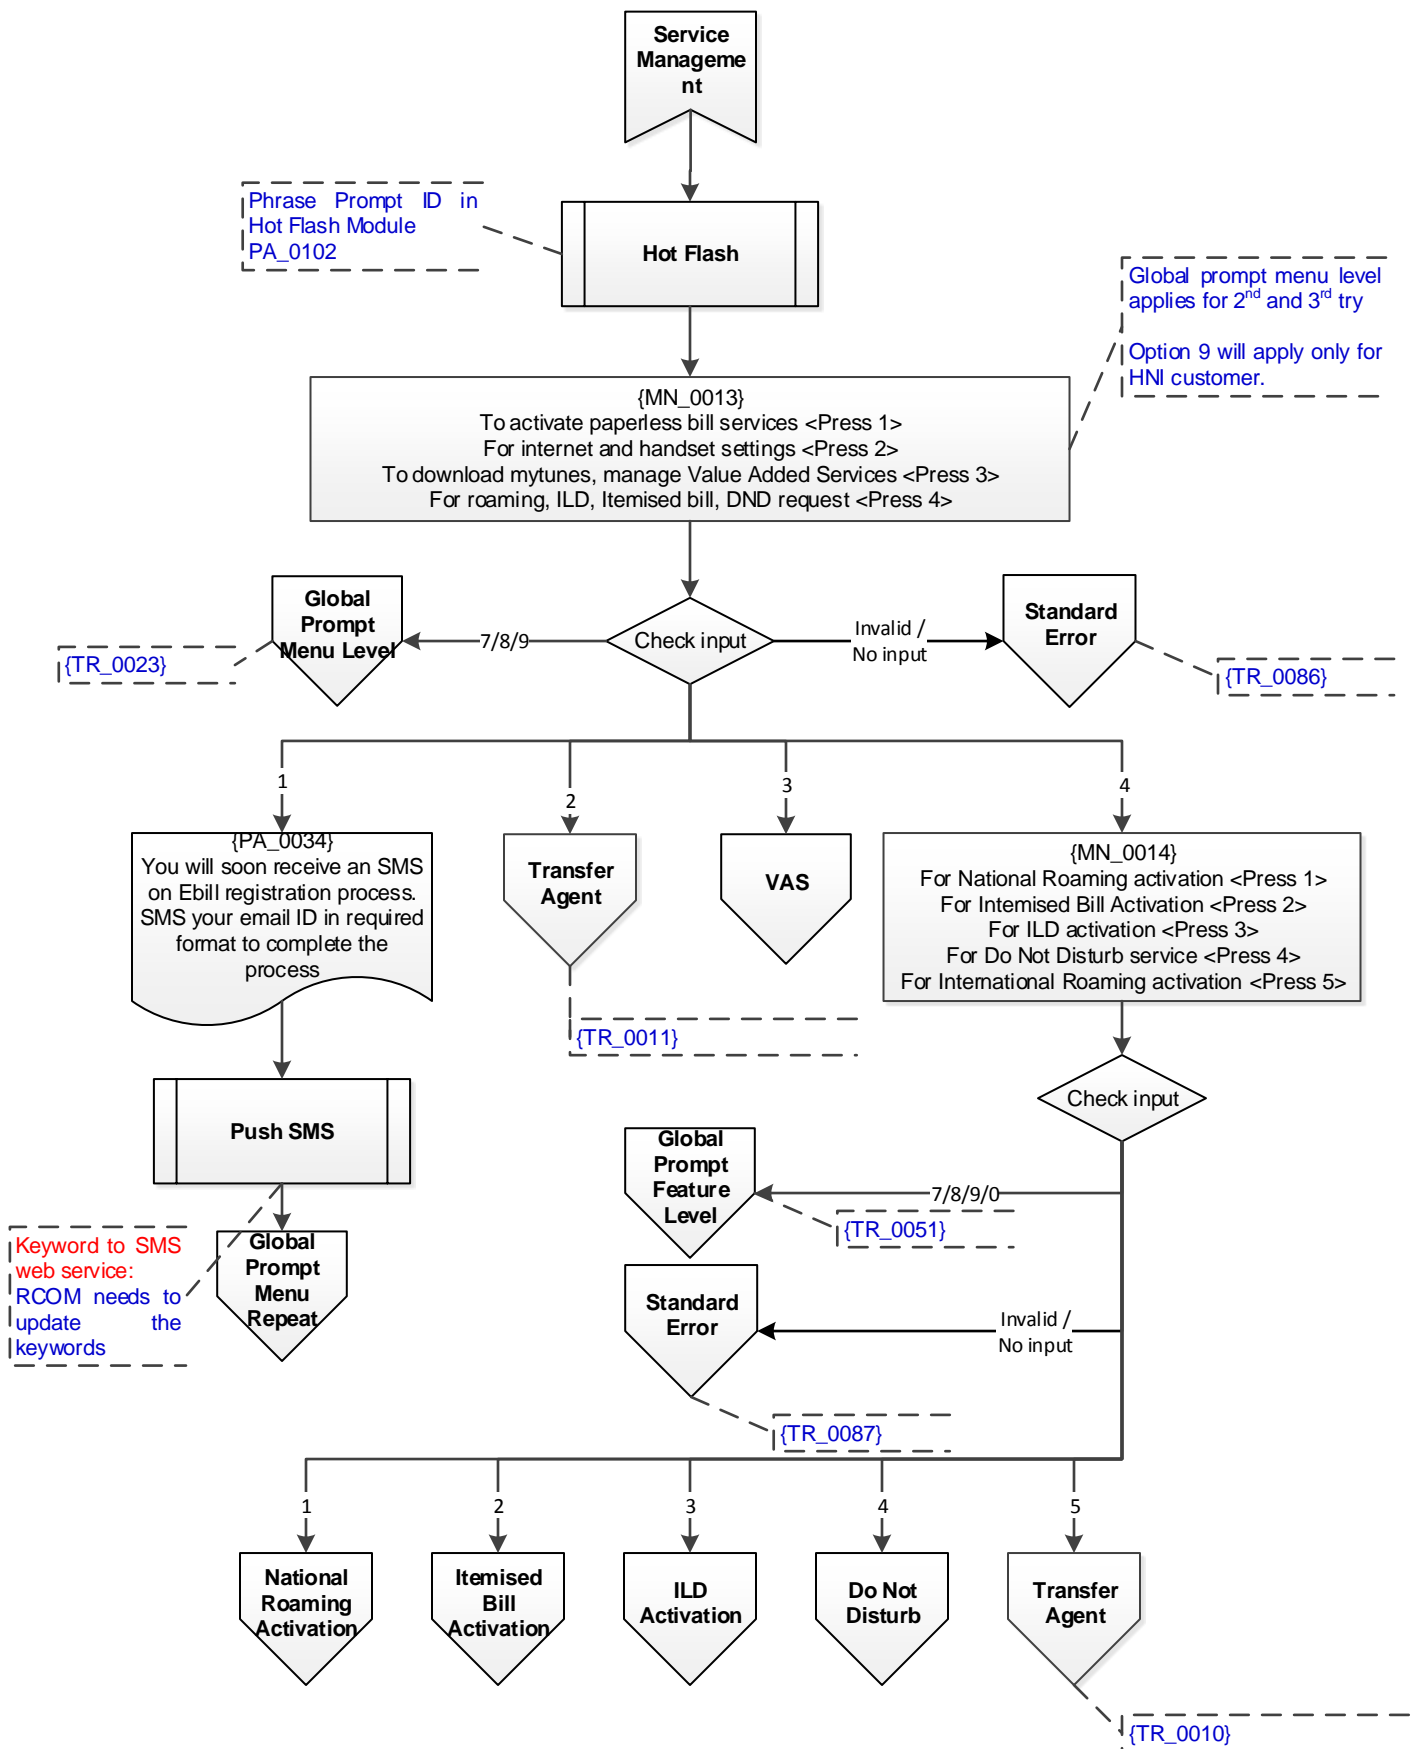 Service
Manageme
nt
Phrase Prompt ID in
Hot Flash Module
PA_0102
Hot Flash
Global prompt menu level
applies for 2nd and 3rd try
Option 9 will apply only for
HNI customer.
{MN_0013}
To activate paperless bill services <Press 1>
For internet and handset settings <Press 2>
To download mytunes, manage Value Added Services <Press 3>
For roaming, ILD, Itemised bill, DND request <Press 4>
Global
Prompt
Menu Level
7/8/9
Check input
Invalid /
No input
Standard
Error
{TR_0023}
{TR_0086}
1
2
3
4
{PA_0034}
You will soon receive an SMS
on Ebill registration process.
SMS your email ID in required
format to complete the
process
Transfer
Agent
VAS
{MN_0014}
For National Roaming activation <Press 1>
For Intemised Bill Activation <Press 2>
For ILD activation <Press 3>
For Do Not Disturb service <Press 4>
For International Roaming activation <Press 5>
{TR_0011}
Check input
Push SMS
Global
Prompt
Feature
Level
7/8/9/0
{TR_0051}
Keyword to SMS
web service:
RCOM needs to
update the
keywords
Global
Prompt
Menu
Repeat
Standard
Error
Invalid /
No input
{TR_0087}
1
2
3
4
5
National
Roaming
Activation
Itemised
Bill
Activation
ILD
Activation
Do Not
Disturb
Transfer
Agent
{TR_0010}